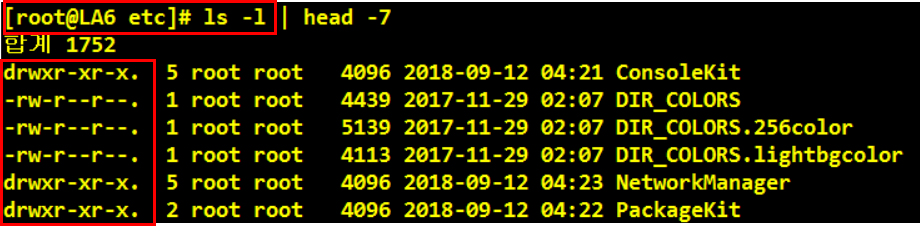 [root@LA6 etc]# ls -l | head -7
합계 1752
drwxr-xr-x. 5 root root 4096 2018-09-12 04:21 ConsoleKit
-rw-r--r--. 1 root root 4439 2017-11-29 02:07 DIR_COLORS
-rw-r--r--. 1 root root 5139 2017-11-29 02:07 DIR_COLORS.256color
-rw-r--r--. 1 root root 4113 2017-11-29 02:07 DIR_COLORS.lightbgcolor
drwxr-xr-x. 5 root root 4096 2018-09-12 04:23 NetworkManager
drwxr-xr-x. 2 root root 4096 2018-09-12 04:22 PackageKit